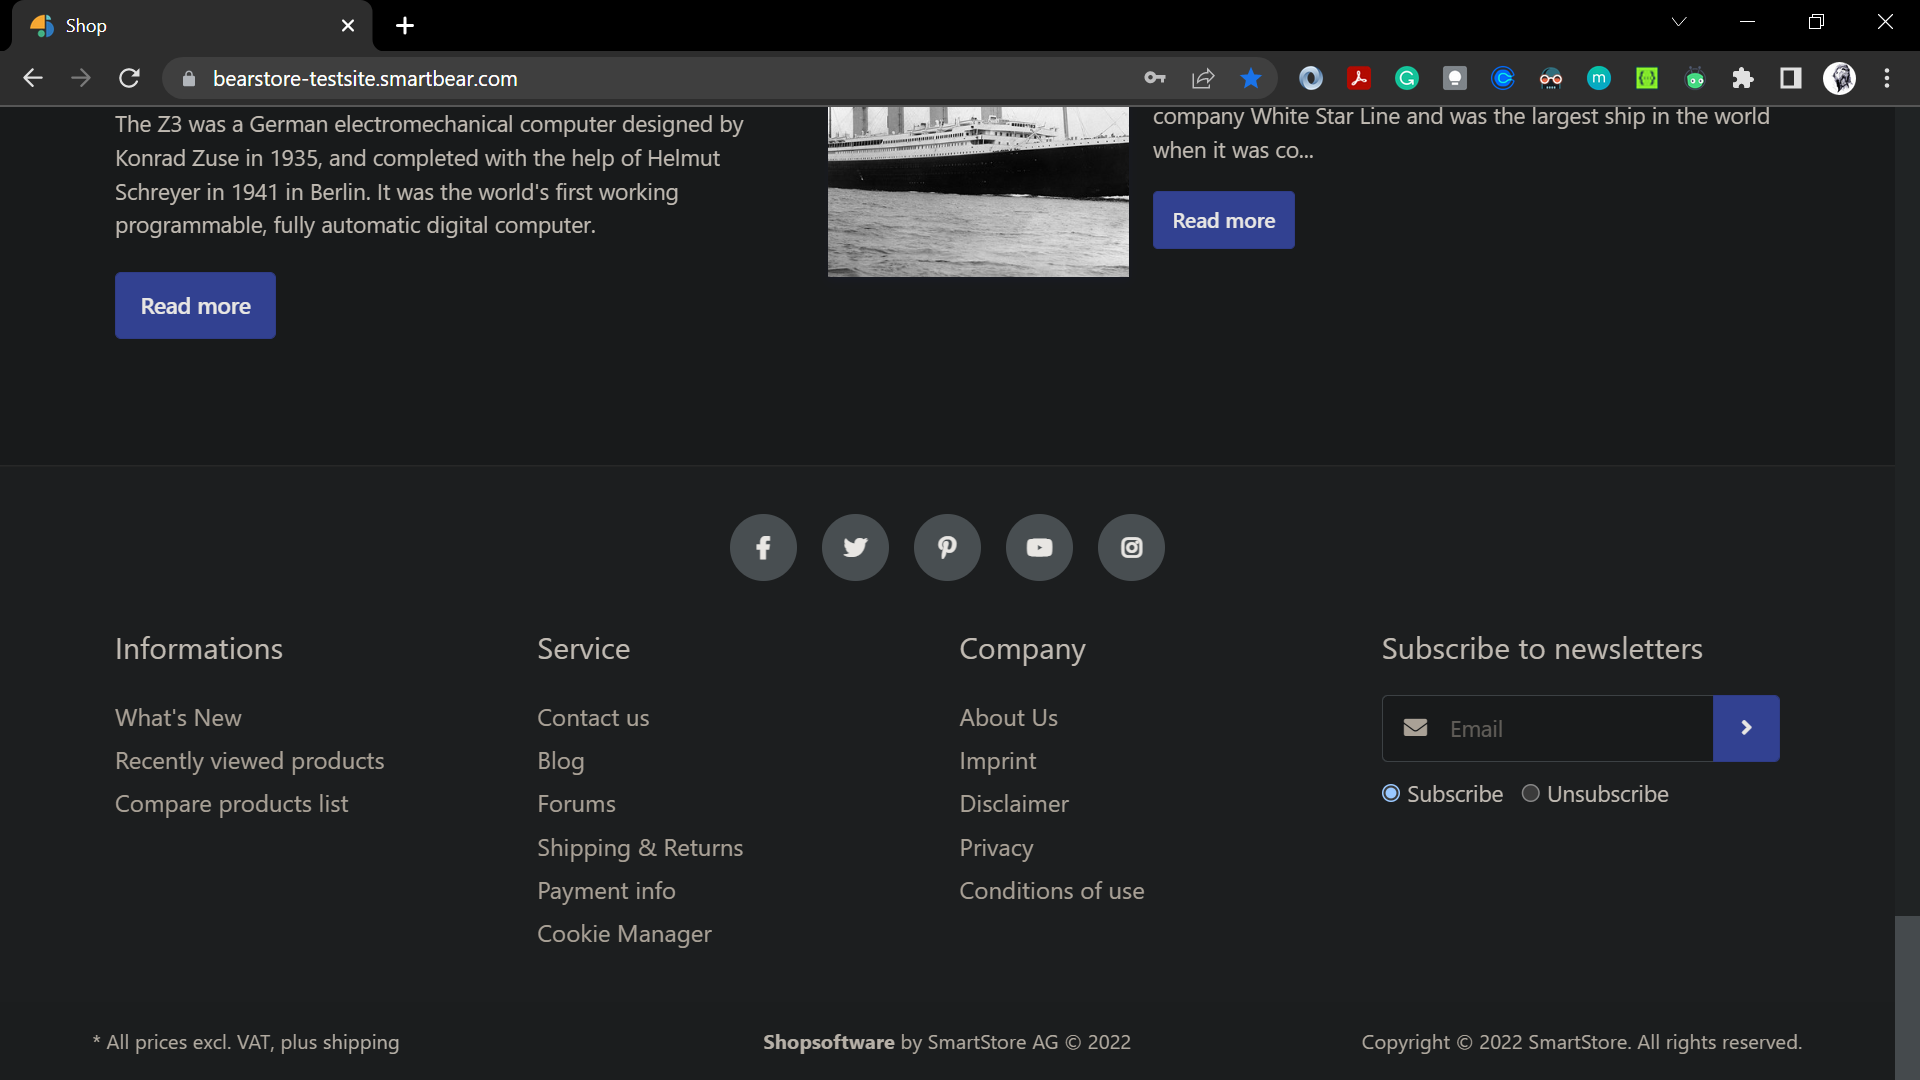 Shop
bearstore-testsite.smartbear.com
The Z3 was a German electromechanical computer designed by
Konrad Zuse in 1935, and completed with the help of Helmut
Schreyer in 1941 in Berlin. It was the world's first working
programmable, fully automatic digital computer.
Read more
company White Star Line and was the largest ship in the world
when it was co...
Read more
Informations
What's New
Recently viewed products
Compare products list
Service
Contact us
Blog
Forums
Shipping & Returns
Payment info
Cookie Manager
Company
About Us
Imprint
Disclaimer
Privacy
Conditions of use
Subscribe to newsletters
Email
Subscribe Unsubscribe
* All prices excl. VAT, plus shipping
Shopsoftware by SmartStore AG © 2022
Copyright © 2022 SmartStore. All rights reserved.